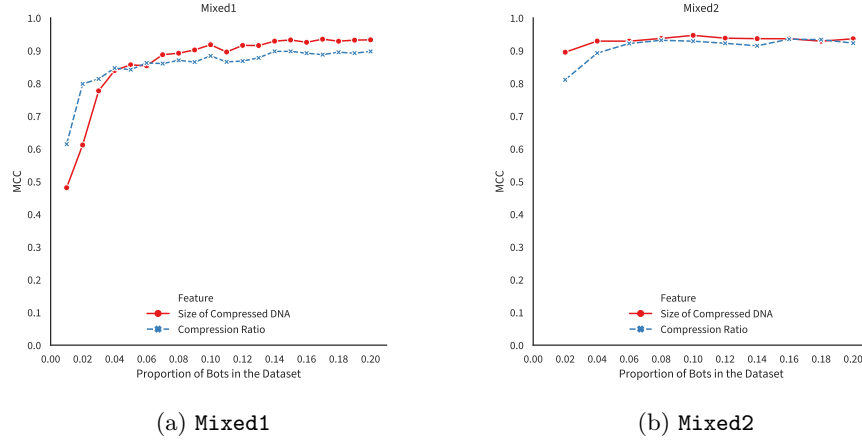 Mixed1
MCC
1.0
0.9
0.8
0.7
0.6
0.5
0.4
0.3
0.2
0.1
0.0
Feature
Size of Compressed DNA
Compression Ratio
0.00 0.02 0.04 0.06 0.08 0.10 0.12 0.14 0.16 0.18 0.20
Proportion of Bots in the Dataset
(a) Mixed1
Mixed2
MCC
1.0
0.9
0.8
0.7
0.6
0.5
0.4
0.3
0.2
0.1
0.0
Feature
Size of Compressed DNA
Compression Ratio
0.00 0.02 0.04 0.06 0.08 0.10 0.12 0.14 0.16 0.18 0.20
Proportion of Bots in the Dataset
(b) Mixed2